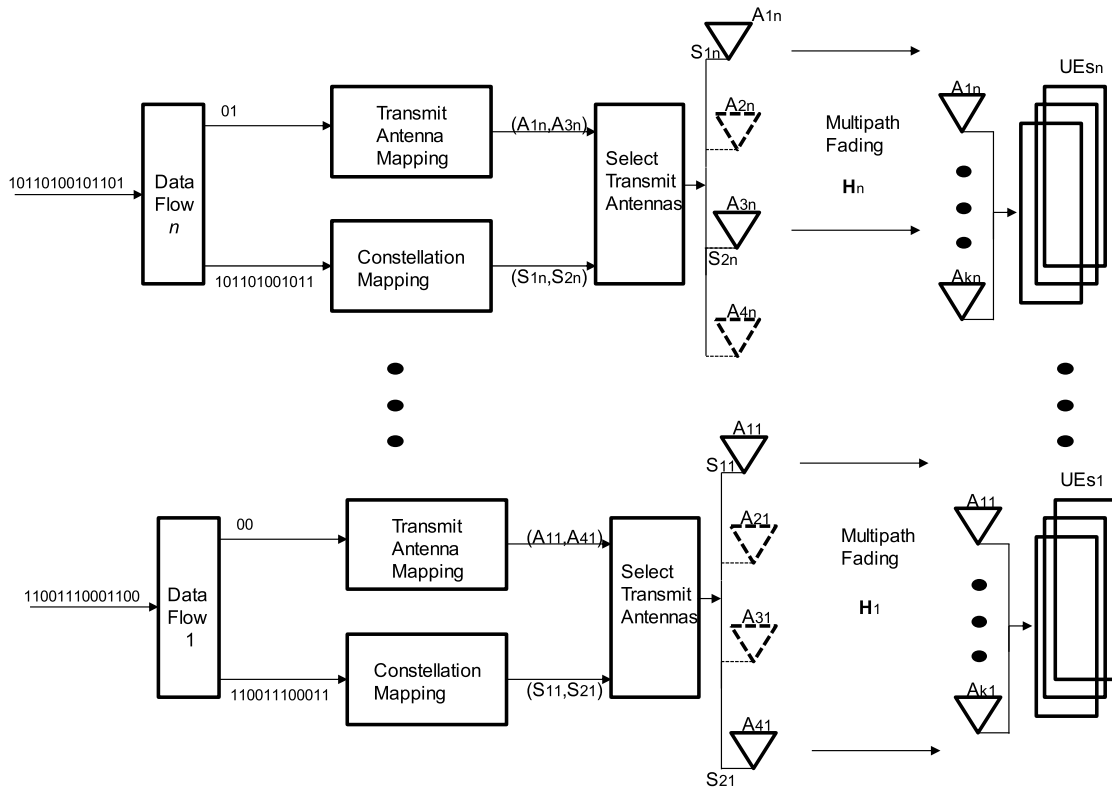 A1n
S1n
UEsn
01
Transmit
Antenna
Mapping
(A1n,A3n)
A2n
A1n
Multipath
Fading
10110100101101
Data
Flow
n
Select
Transmit
Antennas
Hn
A3n
Constellation
Mapping
101101001011
(S1n,S2n)
S2n
Akn
A4n
A11
S11
UEs1
00
Transmit
Antenna
Mapping
(A11,A41)
A21
A11
Multipath
Fading
11001110001100
Data
Flow
1
Select
Transmit
Antennas
H1
A31
Constellation
Mapping
110011100011
(S11,S21)
Ak1
A41
S21